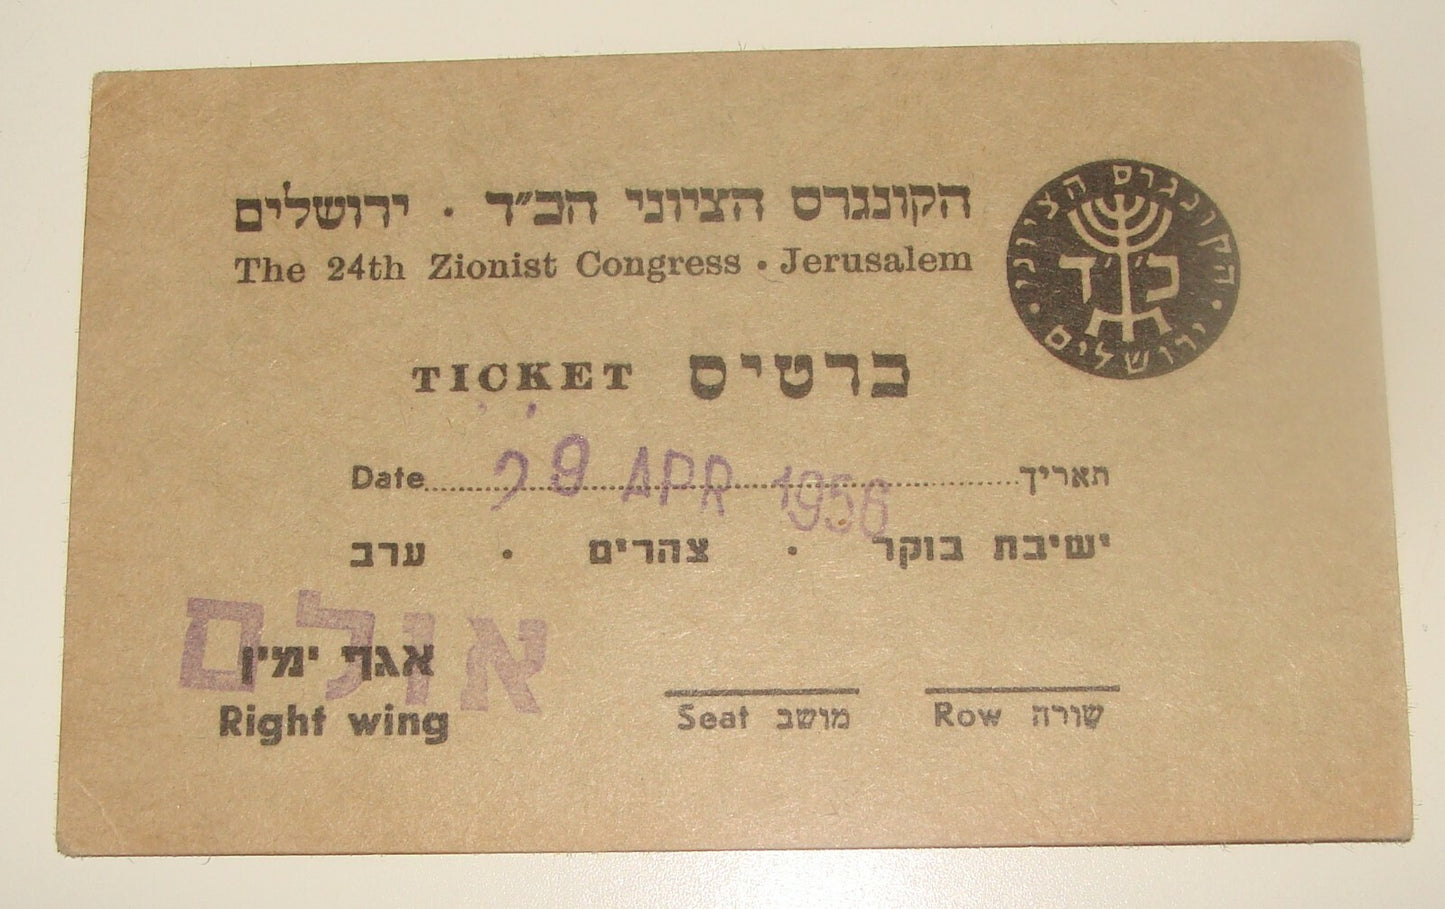 הקונגרס הציוני הכ״ד · ירושלים
The 24th Zionist Congress · Jerusalem
הקונגרס הציוני · ירושלים ·
כ״ד
TICKET כרטיס
Date 28 APR 1956 תאריך
ישיבת בוקר · צהרים · ערב
אולם
אגף ימין
Right wing
Seat מושב
Row שורה